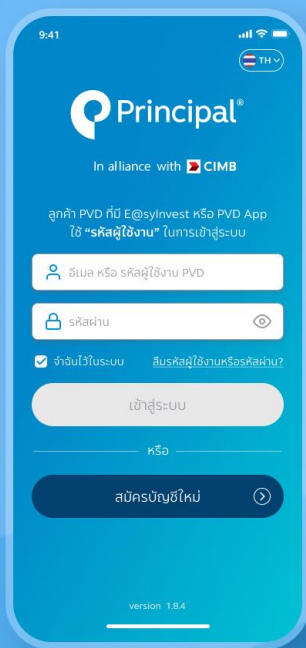 9:41
TH
Principal®
In alliance with CIMB
ลูกค้า PVD ที่มี E@syInvest หรือ PVD App
ใช้ “รหัสผู้ใช้งาน” ในการเข้าสู่ระบบ
อีเมล หรือ รหัสผู้ใช้งาน PVD
รหัสผ่าน
จำฉันไว้ในระบบ ลืมรหัสผู้ใช้งานหรือรหัสผ่าน?
เข้าสู่ระบบ
หรือ
สมัครบัญชีใหม่
version 1.8.4